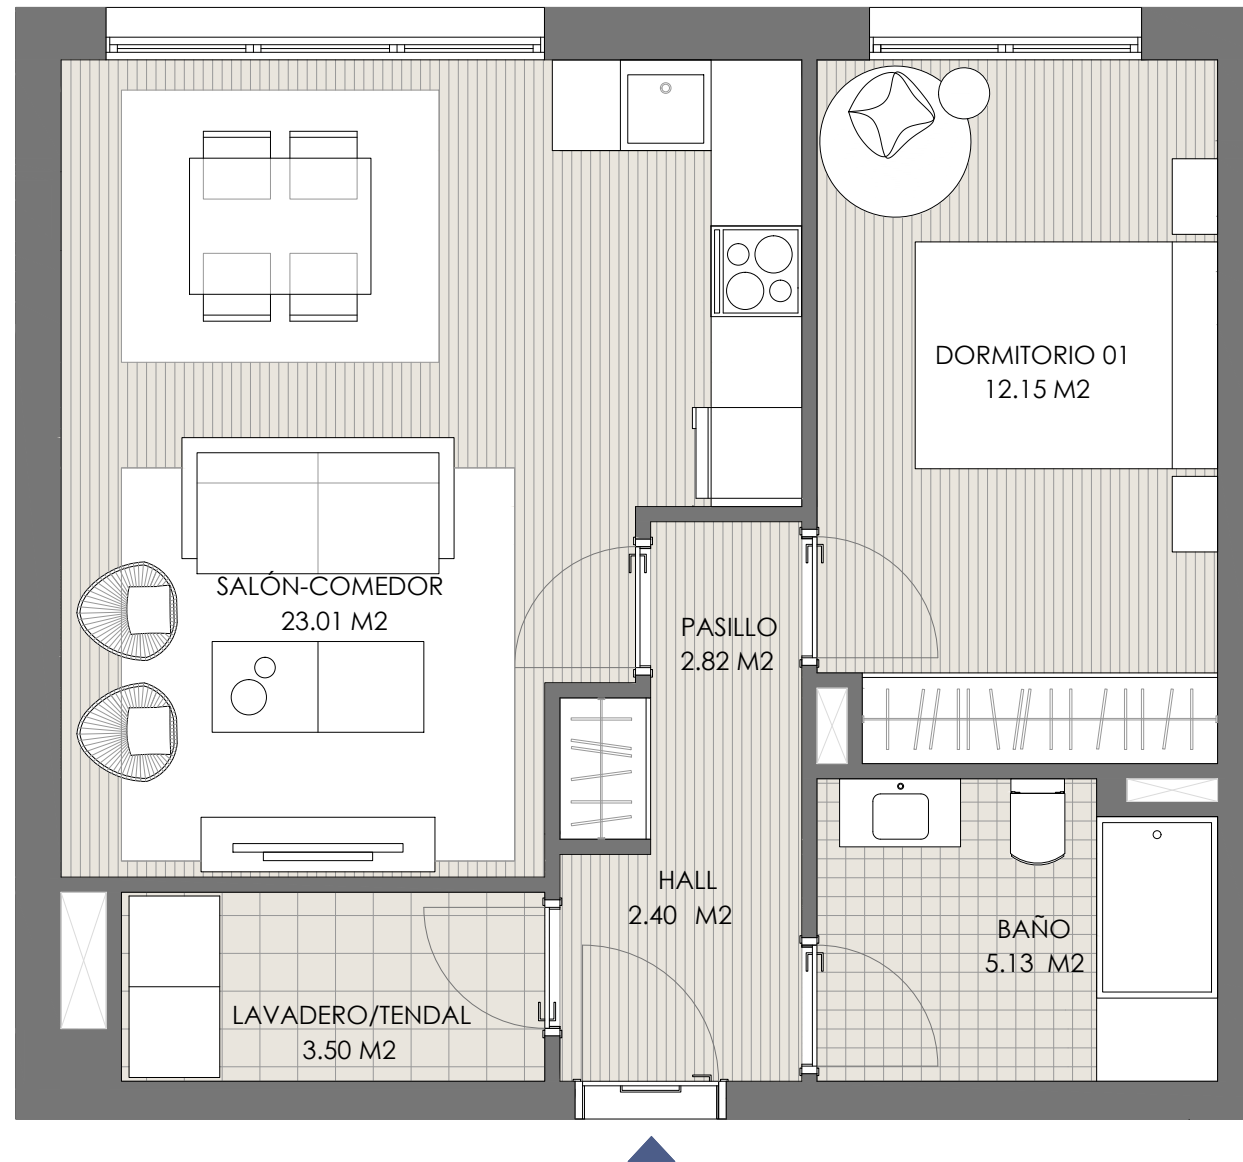 DORMITORIO 01
12.15 M2
SALÓN-COMEDOR
23.01 M2
PASILLO
2.82 M2
HALL
2.40 M2
BAÑO
5.13 M2
LAVADERO/TENDAL
3.50 M2